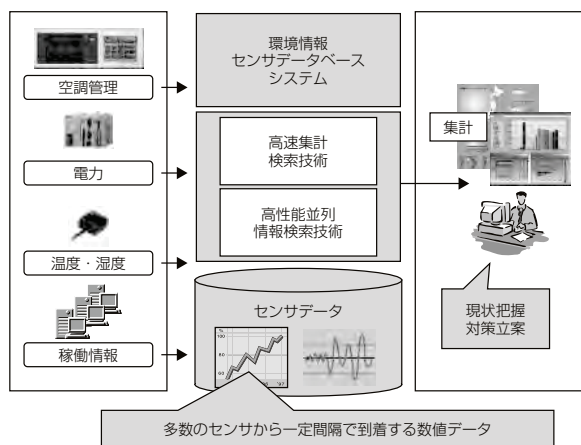 空調管理
電力
温度・湿度
稼働情報
環境情報
センサデータベース
システム
高速集計
検索技術
高性能並列
情報検索技術
センサデータ
%
100
80
60
集計
現状把握
対策立案
多数のセンサから一定間隔で到着する数値データ